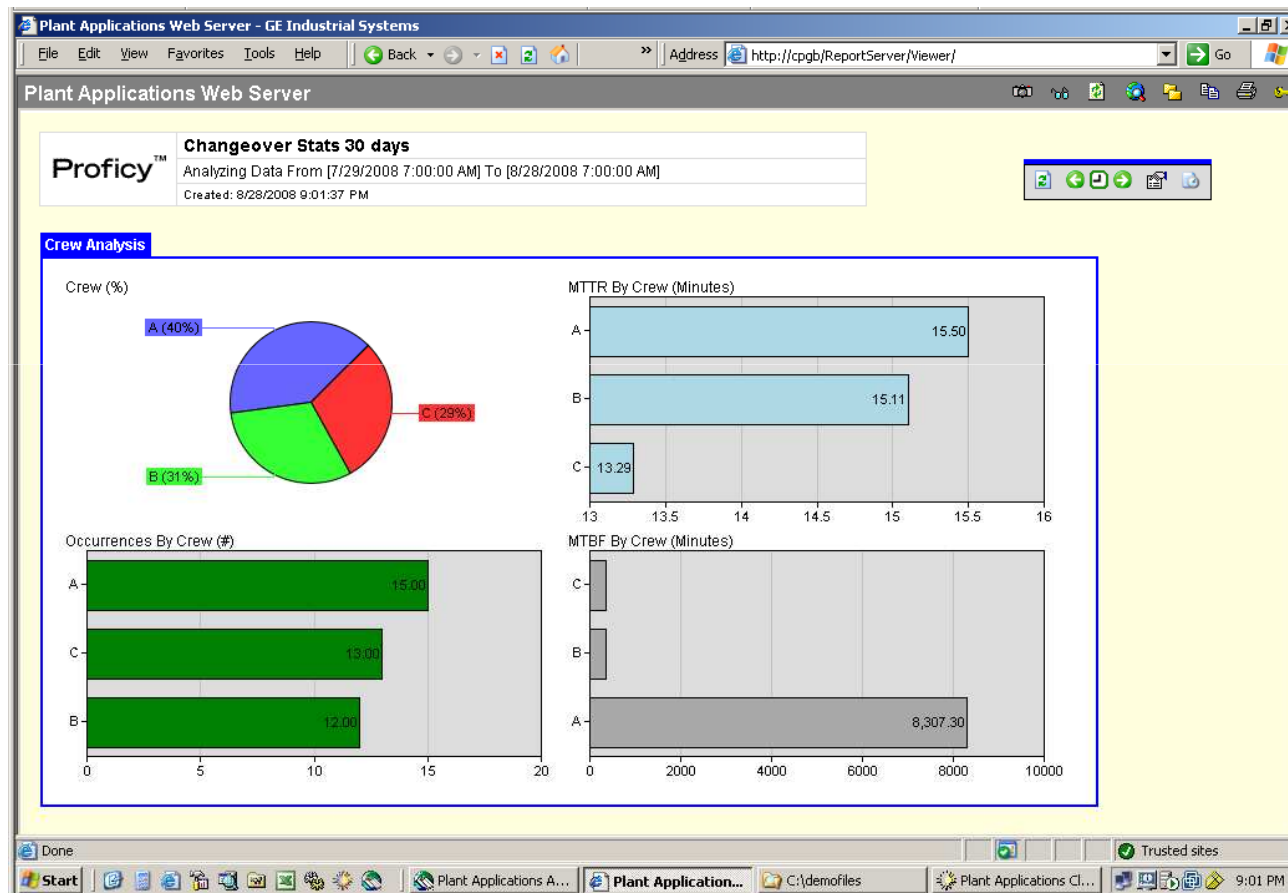 Plant Applications Web Server - GE Industrial Systems
File Edit View Favorites Tools Help Back » Address http://cpgb/ReportServer/Viewer/ Go
Plant Applications Web Server
Proficy™
Changeover Stats 30 days
Analyzing Data From [7/29/2008 7:00:00 AM] To [8/28/2008 7:00:00 AM]
Created: 8/28/2008 9:01:37 PM
Crew Analysis
Crew (%)
A (40%)
C (29%)
B (31%)
MTTR By Crew (Minutes)
A 15.50
B 15.11
C 13.29
13 13.5 14 14.5 15 15.5 16
Occurrences By Crew (#)
A 15.00
C 13.00
B 12.00
0 5 10 15 20
MTBF By Crew (Minutes)
C
B
A 8,307.30
0 2000 4000 6000 8000 10000
Done Trusted sites
Start Plant Applications A... Plant Application... C:\demofiles Plant Applications Cl... 9:01 PM